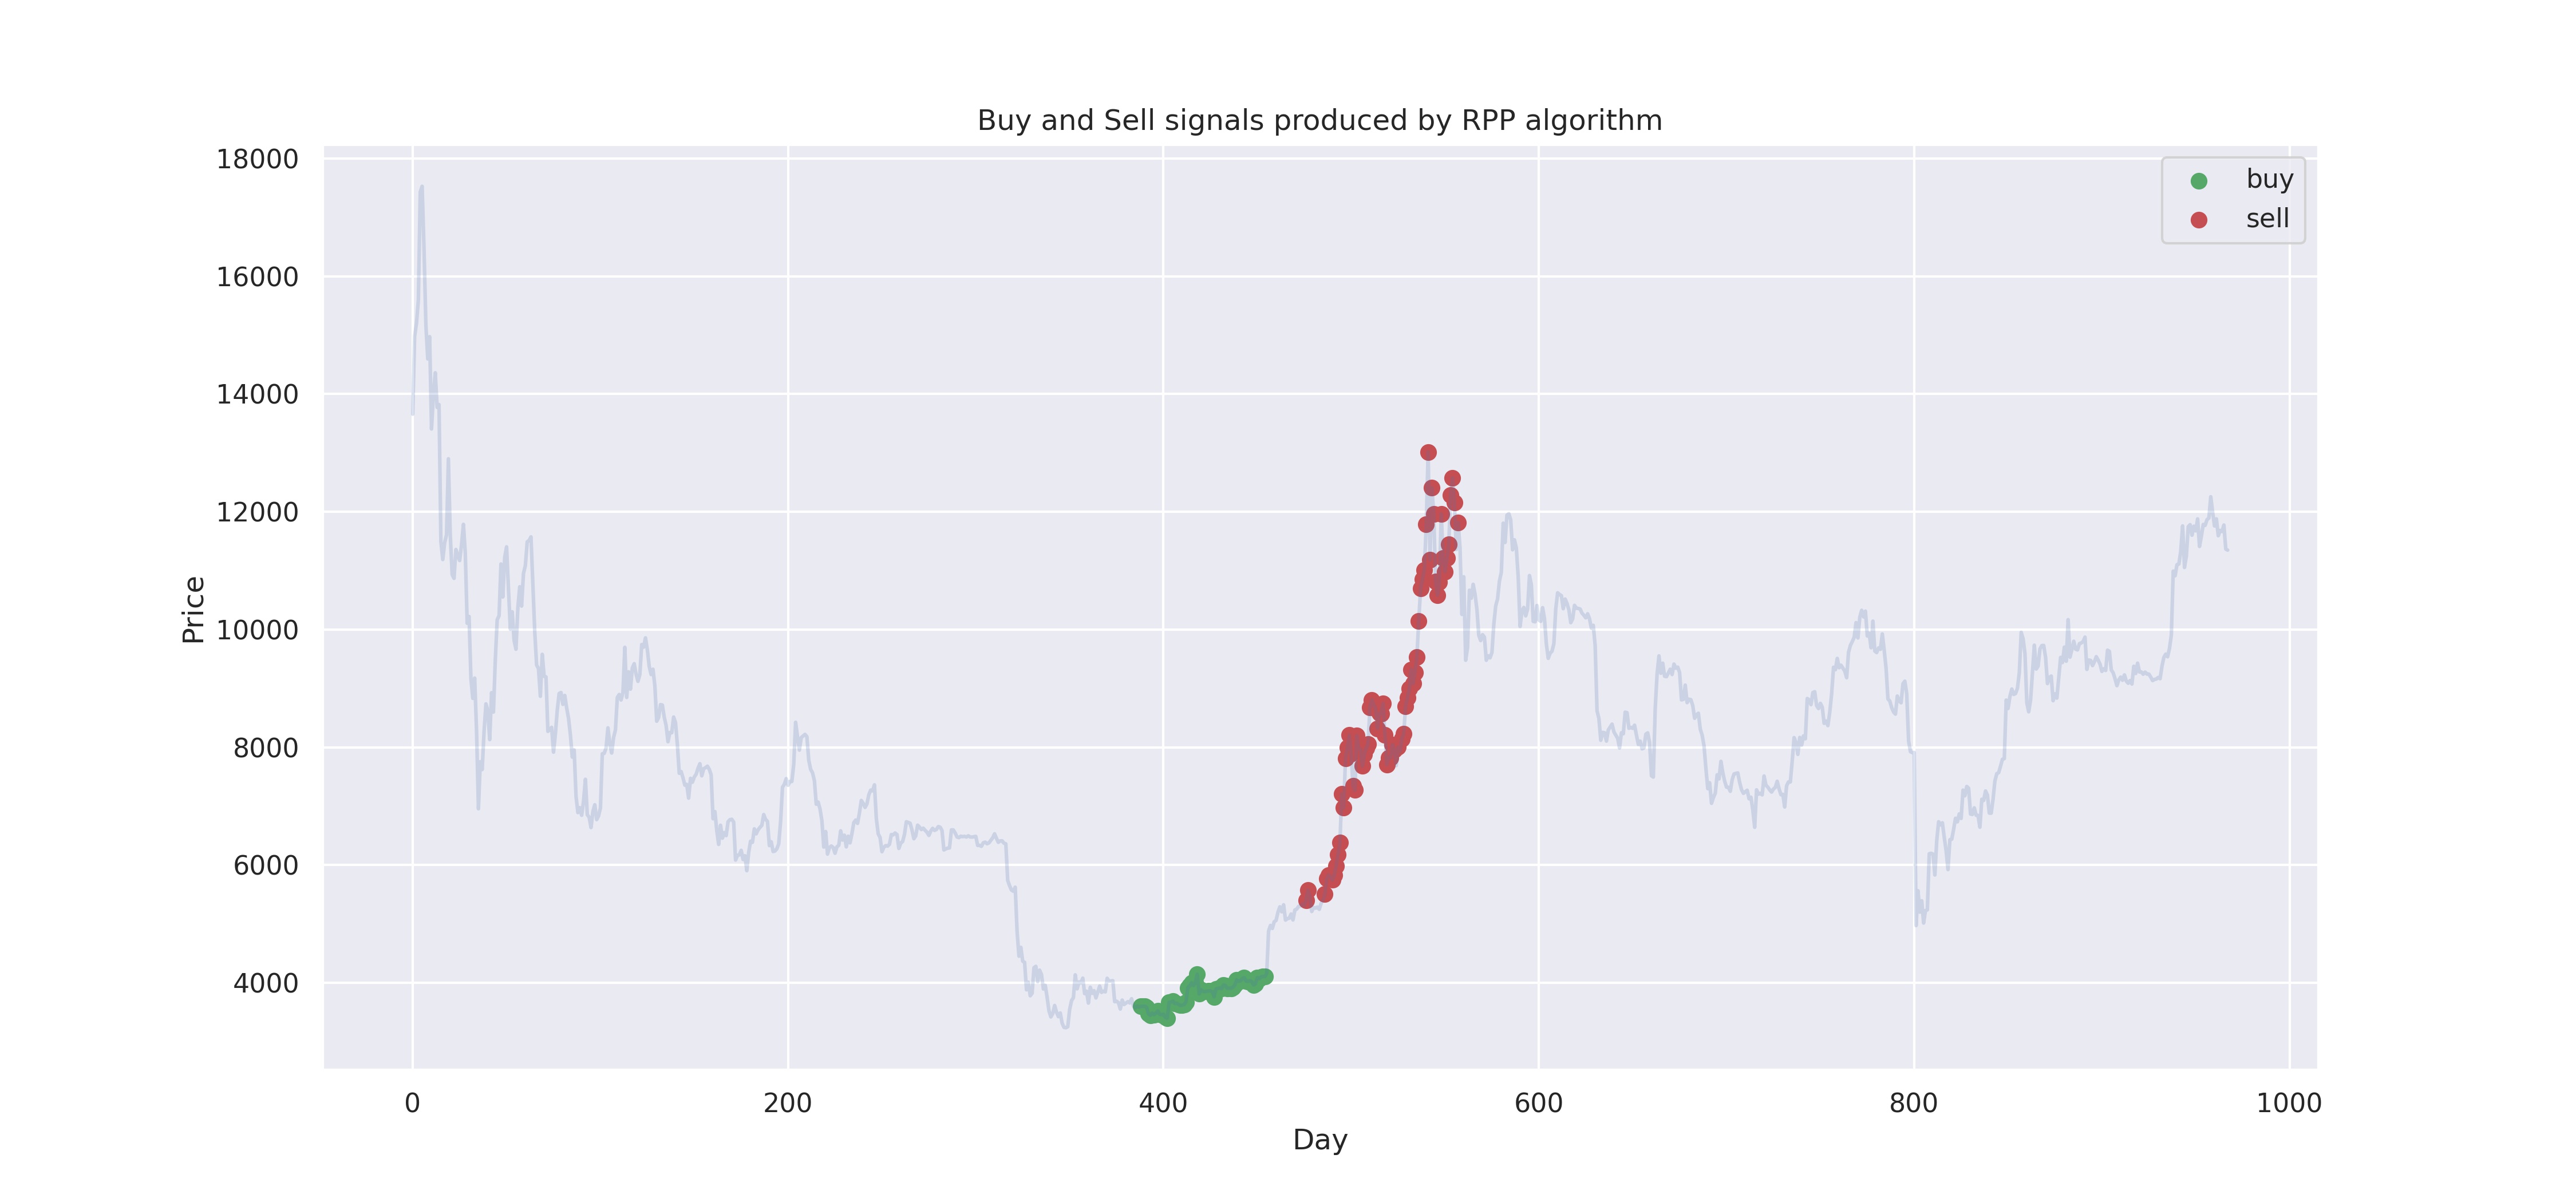 Buy and Sell signals produced by RPP algorithm
18000
16000
14000
12000
10000
8000
6000
4000
Price
buy
sell
0 200 400 600 800 1000
Day